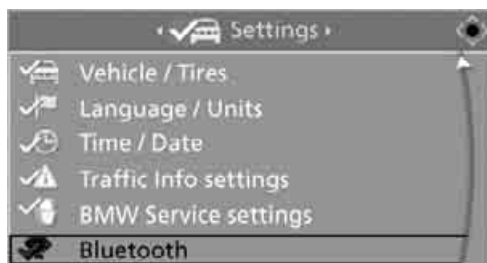 Settings
Vehicle / Tires
Language / Units
Time / Date
Traffic Info settings
BMW Service settings
Bluetooth